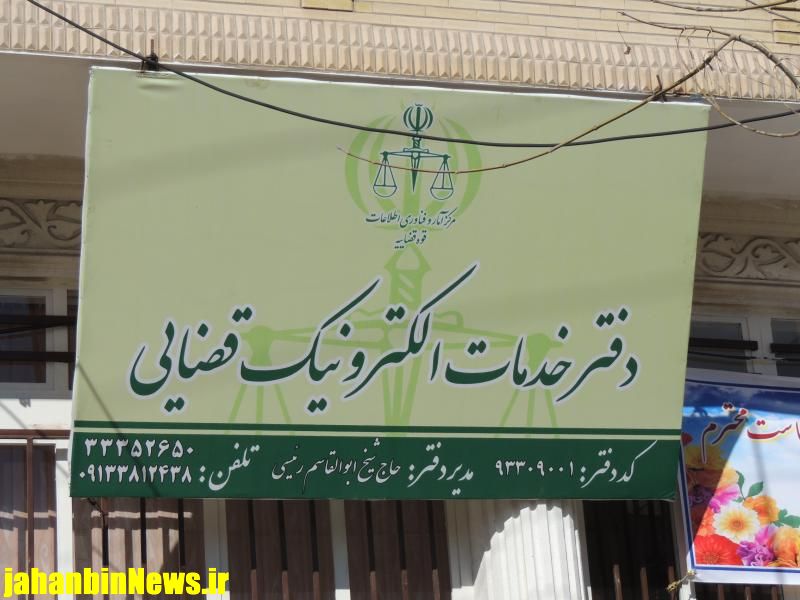 مرکز آمار و فناوری اطلاعات
قوه قضاییه
دفتر خدمات الکترونیک قضایی
کد دفتر: ۹۳۳۰۹۰۰۱ مدیر دفتر: حاج شیخ ابوالقاسم رئیسی تلفن: ۳۳۳۵۲۶۵۰
۰۹۱۳۳۸۱۲۴۳۸
محترم
jahanbinNews.ir